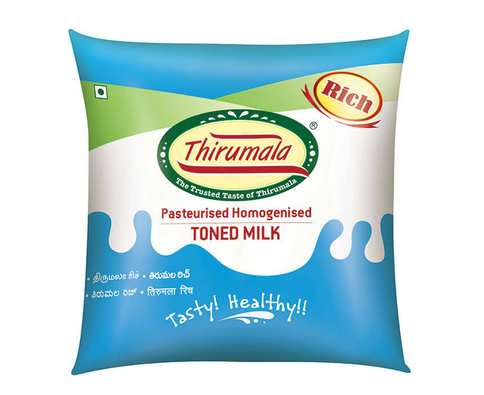 Rich
Thirumala ®
The Trusted Taste of Thirumala
Pasteurised Homogenised
TONED MILK
• திருமலா ரிச் • ತಿರುಮಲ ರಿಚ್
• తిరుమల రిచ్ • तिरुमला रिच
Tasty! Healthy!!